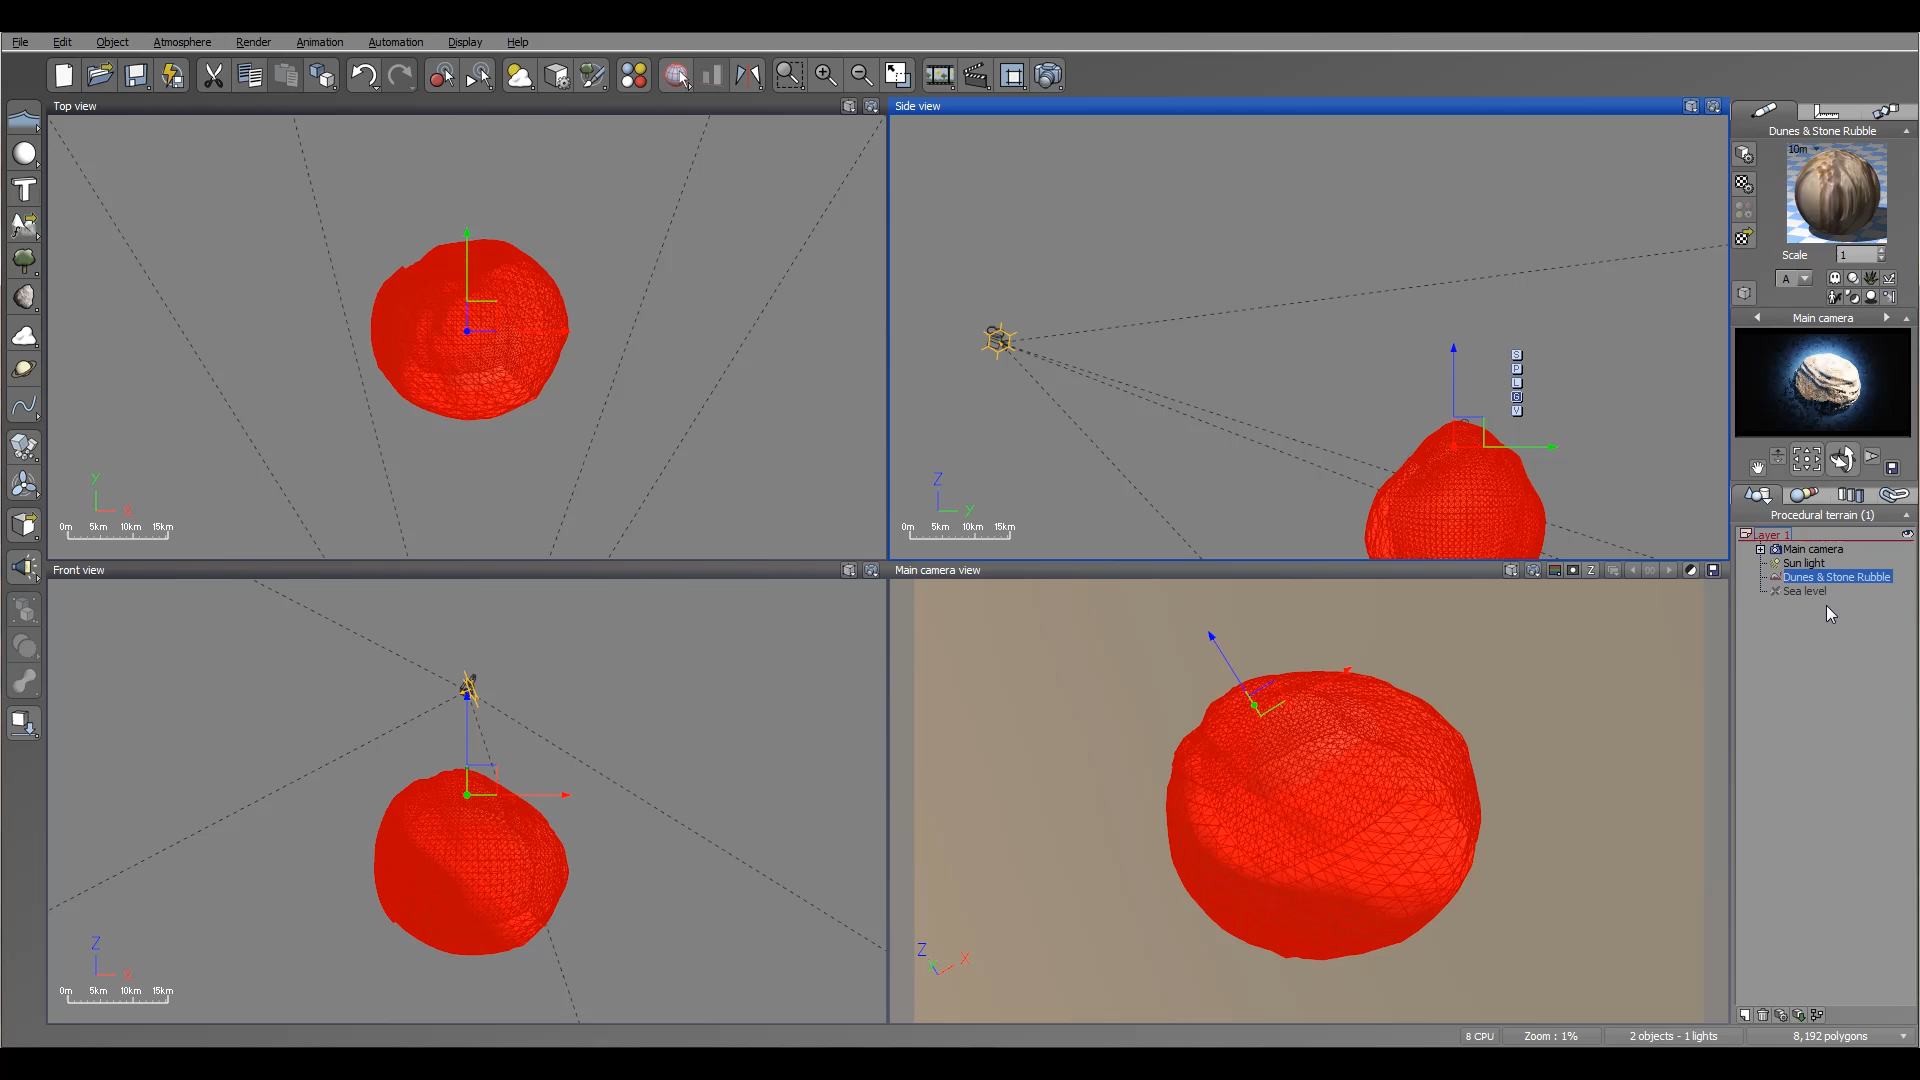 File Edit Object Atmosphere Render Animation Automation Display Help
Top view
Side view
Dunes & Stone Rubble
10m
Scale 1
A
Main camera
S
P
L
G
V
Y
X
0m 5km 10km 15km
Z
Y
0m 5km 10km 15km
Procedural terrain (1)
Layer 1
Main camera
Sun light
Dunes & Stone Rubble
Sea level
Front view
Main camera view
Z
Z
X
0m 5km 10km 15km
Z
Y
X
8 CPU Zoom : 1% 2 objects - 1 lights 8,192 polygons